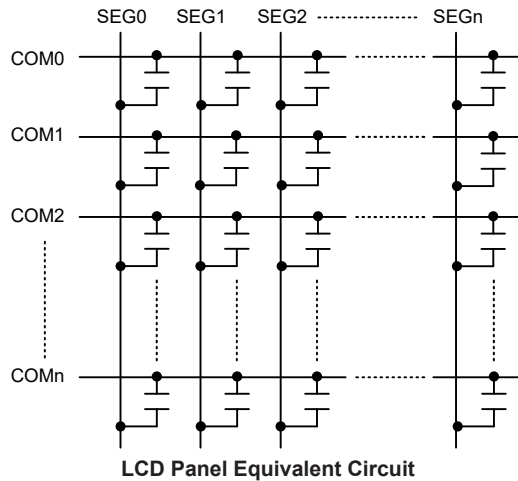 SEG0 SEG1 SEG2 SEGn
COM0
COM1
COM2
COMn
LCD Panel Equivalent Circuit